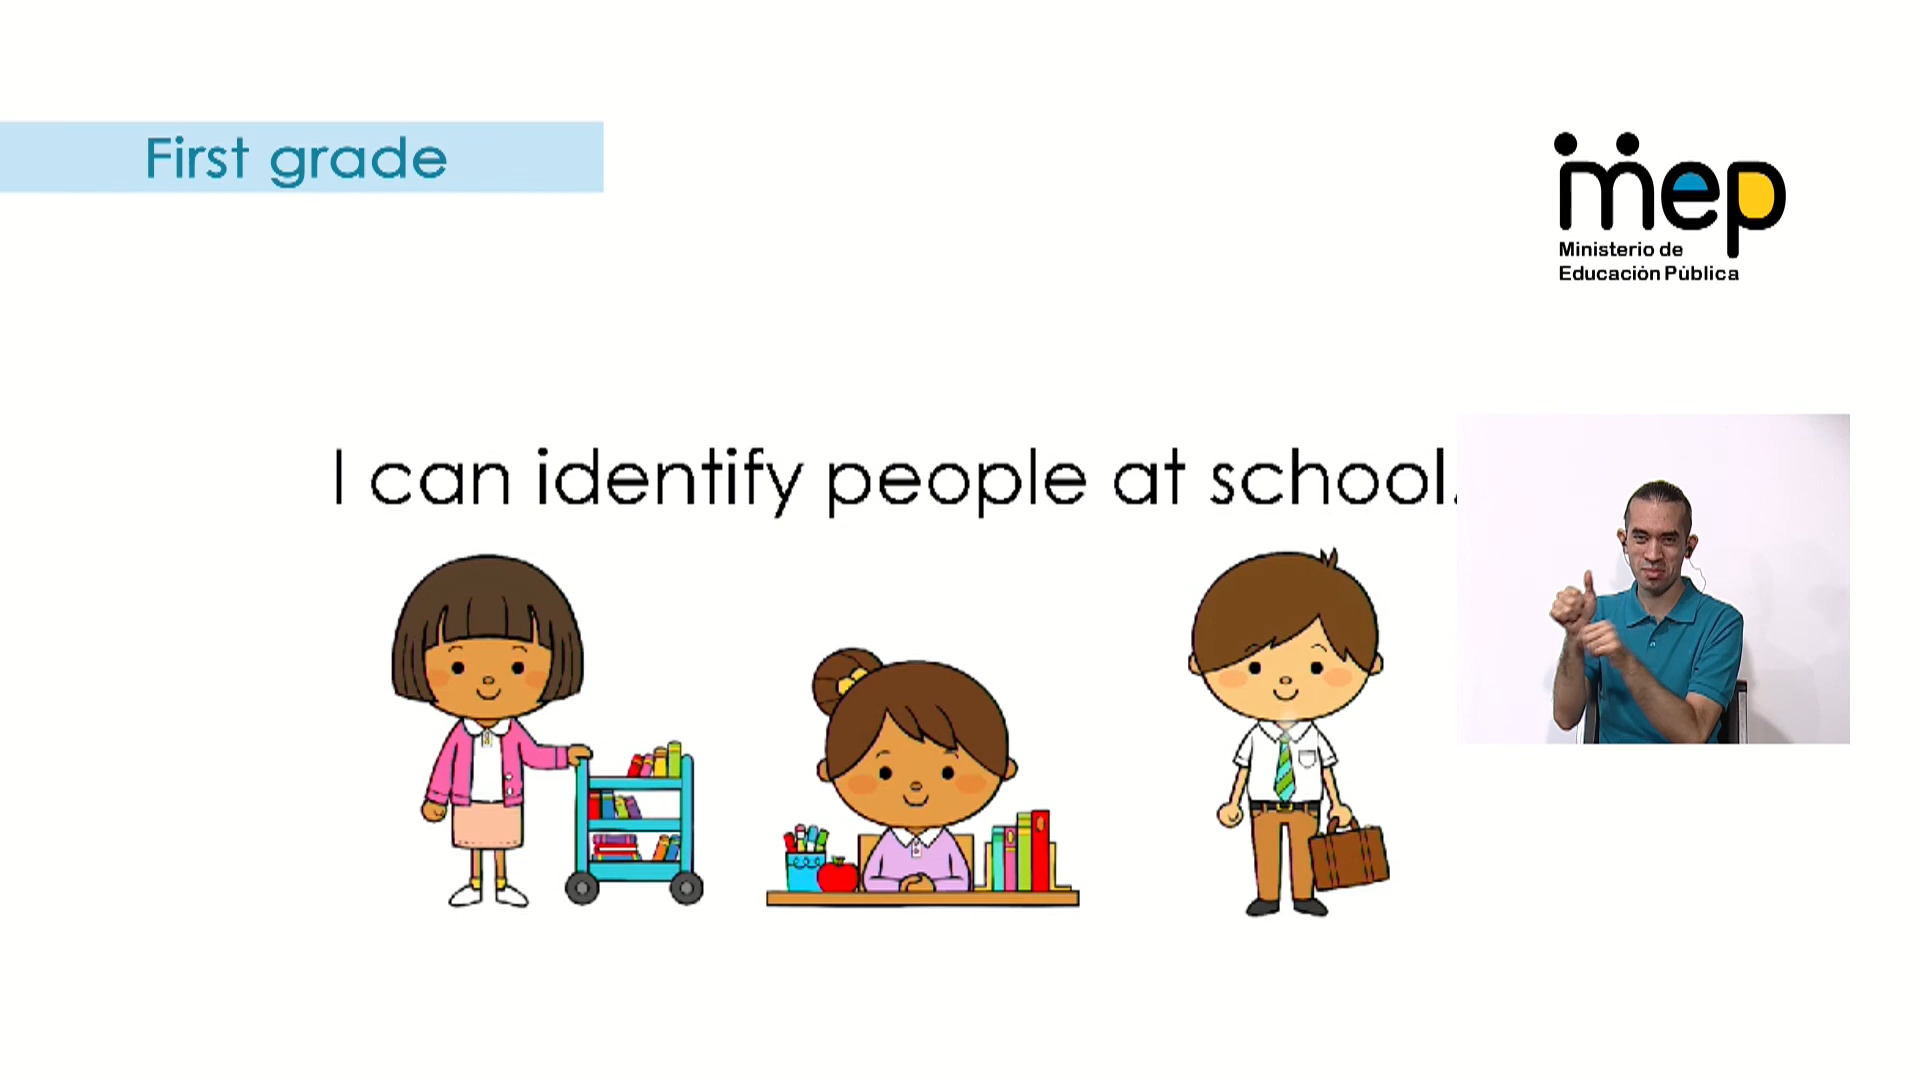 First grade
mep
Ministerio de
Educación Pública
I can identify people at school.